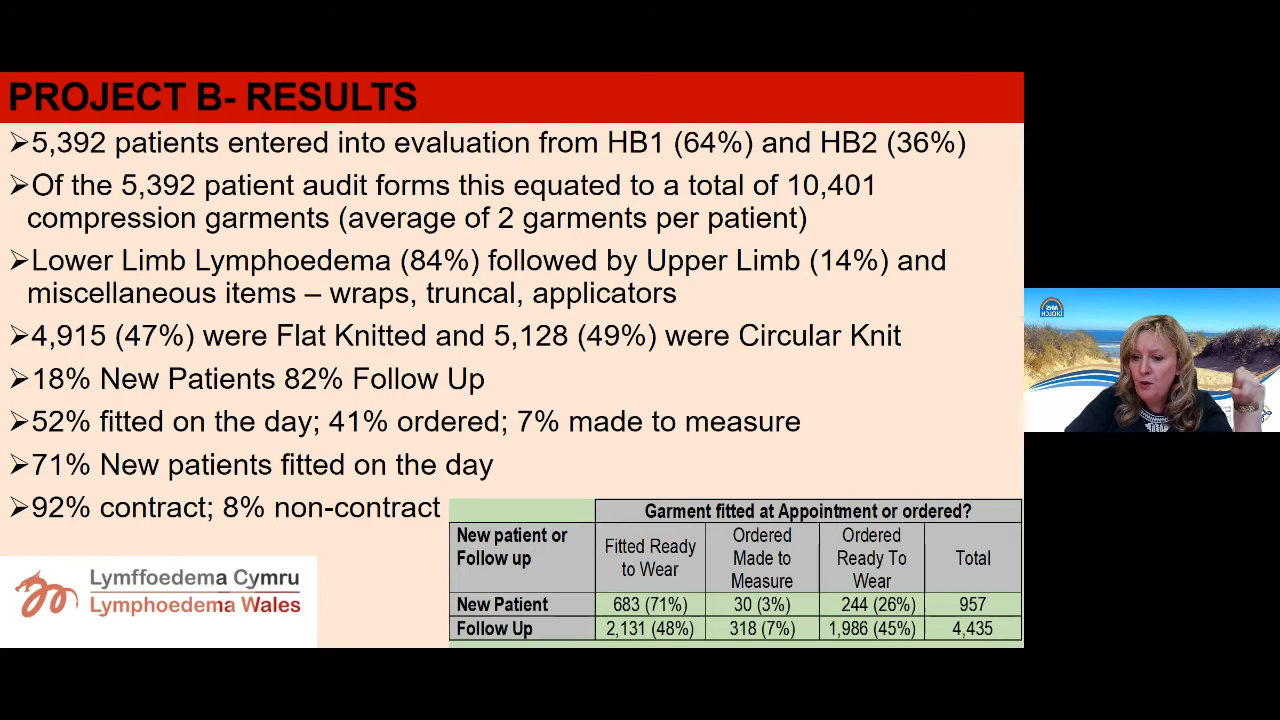 PROJECT B- RESULTS
➢5,392 patients entered into evaluation from HB1 (64%) and HB2 (36%)
➢Of the 5,392 patient audit forms this equated to a total of 10,401
compression garments (average of 2 garments per patient)
➢Lower Limb Lymphoedema (84%) followed by Upper Limb (14%) and
miscellaneous items – wraps, truncal, applicators
➢4,915 (47%) were Flat Knitted and 5,128 (49%) were Circular Knit
➢18% New Patients 82% Follow Up
➢52% fitted on the day; 41% ordered; 7% made to measure
➢71% New patients fitted on the day
➢92% contract; 8% non-contract
Garment fitted at Appointment or ordered?
New patient or
Follow up
Fitted Ready
to Wear
Ordered
Made to
Measure
Ordered
Ready To
Wear
Total
New Patient 683 (71%) 30 (3%) 244 (26%) 957
Follow Up 2,131 (48%) 318 (7%) 1,986 (45%) 4,435
Lymffoedema Cymru
Lymphoedema Wales
NHS
DIOLCH